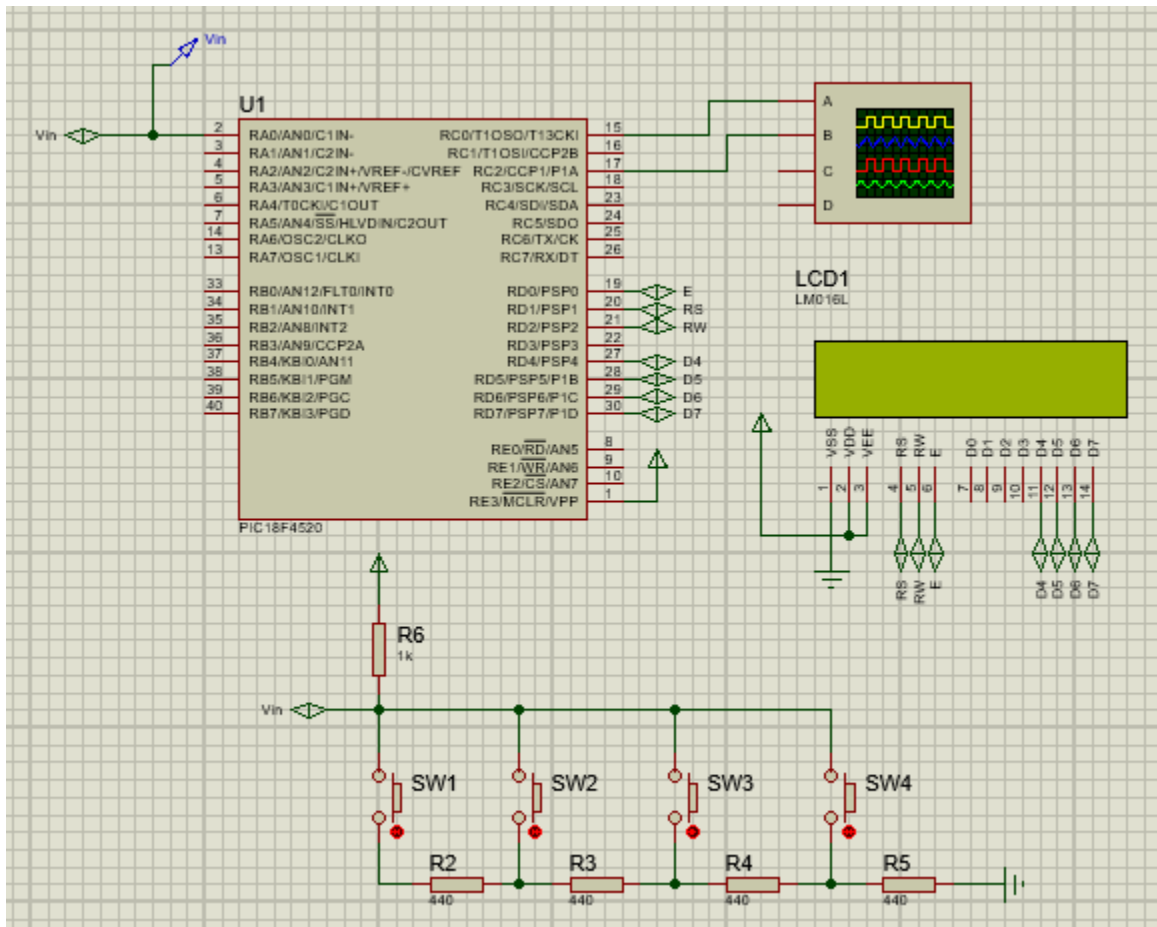 Vin
Vin
U1
2 RA0/AN0/C1IN-
3 RA1/AN1/C2IN-
4 RA2/AN2/C2IN+/VREF-/CVREF
5 RA3/AN3/C1IN+/VREF+
6 RA4/T0CKI/C1OUT
7 RA5/AN4/SS/HLVDIN/C2OUT
14 RA6/OSC2/CLKO
13 RA7/OSC1/CLKI
33 RB0/AN12/FLT0/INT0
34 RB1/AN10/INT1
35 RB2/AN8/INT2
36 RB3/AN9/CCP2A
37 RB4/KBI0/AN11
38 RB5/KBI1/PGM
39 RB6/KBI2/PGC
40 RB7/KBI3/PGD
RC0/T1OSO/T13CKI 15
RC1/T1OSI/CCP2B 16
RC2/CCP1/P1A 17
RC3/SCK/SCL 18
RC4/SDI/SDA 23
RC5/SDO 24
RC6/TX/CK 25
RC7/RX/DT 26
RD0/PSP0 19 E
RD1/PSP1 20 RS
RD2/PSP2 21 RW
RD3/PSP3 22
RD4/PSP4 27 D4
RD5/PSP5/P1B 28 D5
RD6/PSP6/P1C 29 D6
RD7/PSP7/P1D 30 D7
RE0/RD/AN5 8
RE1/WR/AN6 9
RE2/CS/AN7 10
RE3/MCLR/VPP 1
PIC18F4520
A
B
C
D
LCD1
LM016L
VSS VDD VEE RS RW E D0 D1 D2 D3 D4 D5 D6 D7
1 2 3 4 5 6 7 8 9 10 11 12 13 14
RS RW E D4 D5 D6 D7
R6
1k
Vin
SW1 SW2 SW3 SW4
R2 R3 R4 R5
440 440 440 440